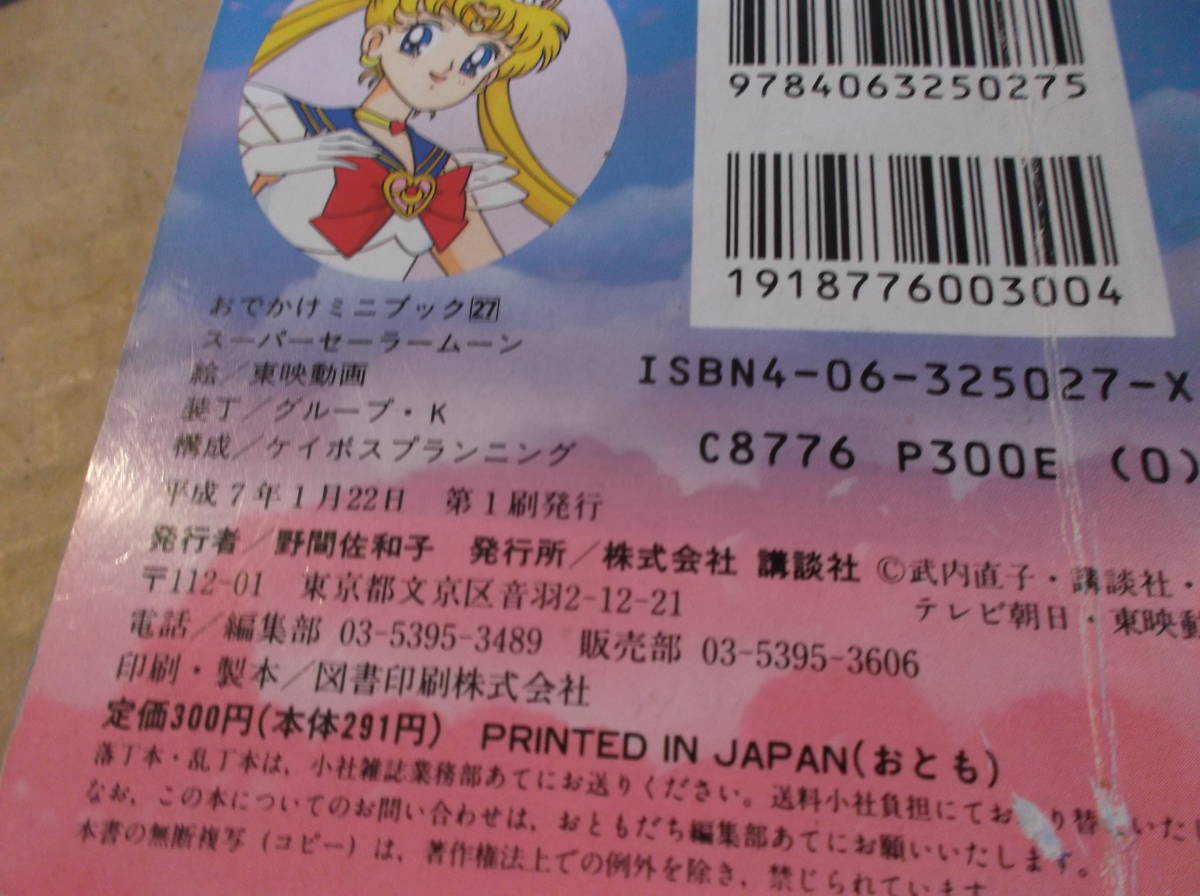 9784063250275
1918776003004
おでかけミニブック27
スーパーセーラームーン
絵/東映動画
装丁/グループ・K
構成/ケイポスプランニング
ISBN4-06-325027-X
C8776 P300E (0)
平成7年1月22日 第1刷発行
発行者/野間佐和子 発行所/株式会社 講談社 ©武内直子・講談社・
テレビ朝日・東映動
〒112-01 東京都文京区音羽2-12-21
電話/編集部 03-5395-3489 販売部 03-5395-3606
印刷・製本/図書印刷株式会社
定価300円(本体291円) PRINTED IN JAPAN(おとも)
落丁本・乱丁本は、小社雑誌業務部あてにお送りください。送料小社負担にてお り替 いた
なお、この本についてのお問い合わせは、おともだち編集部あてにお願いいたします。
本書の無断複写(コピー)は、著作権法上での例外を除き、禁じられています